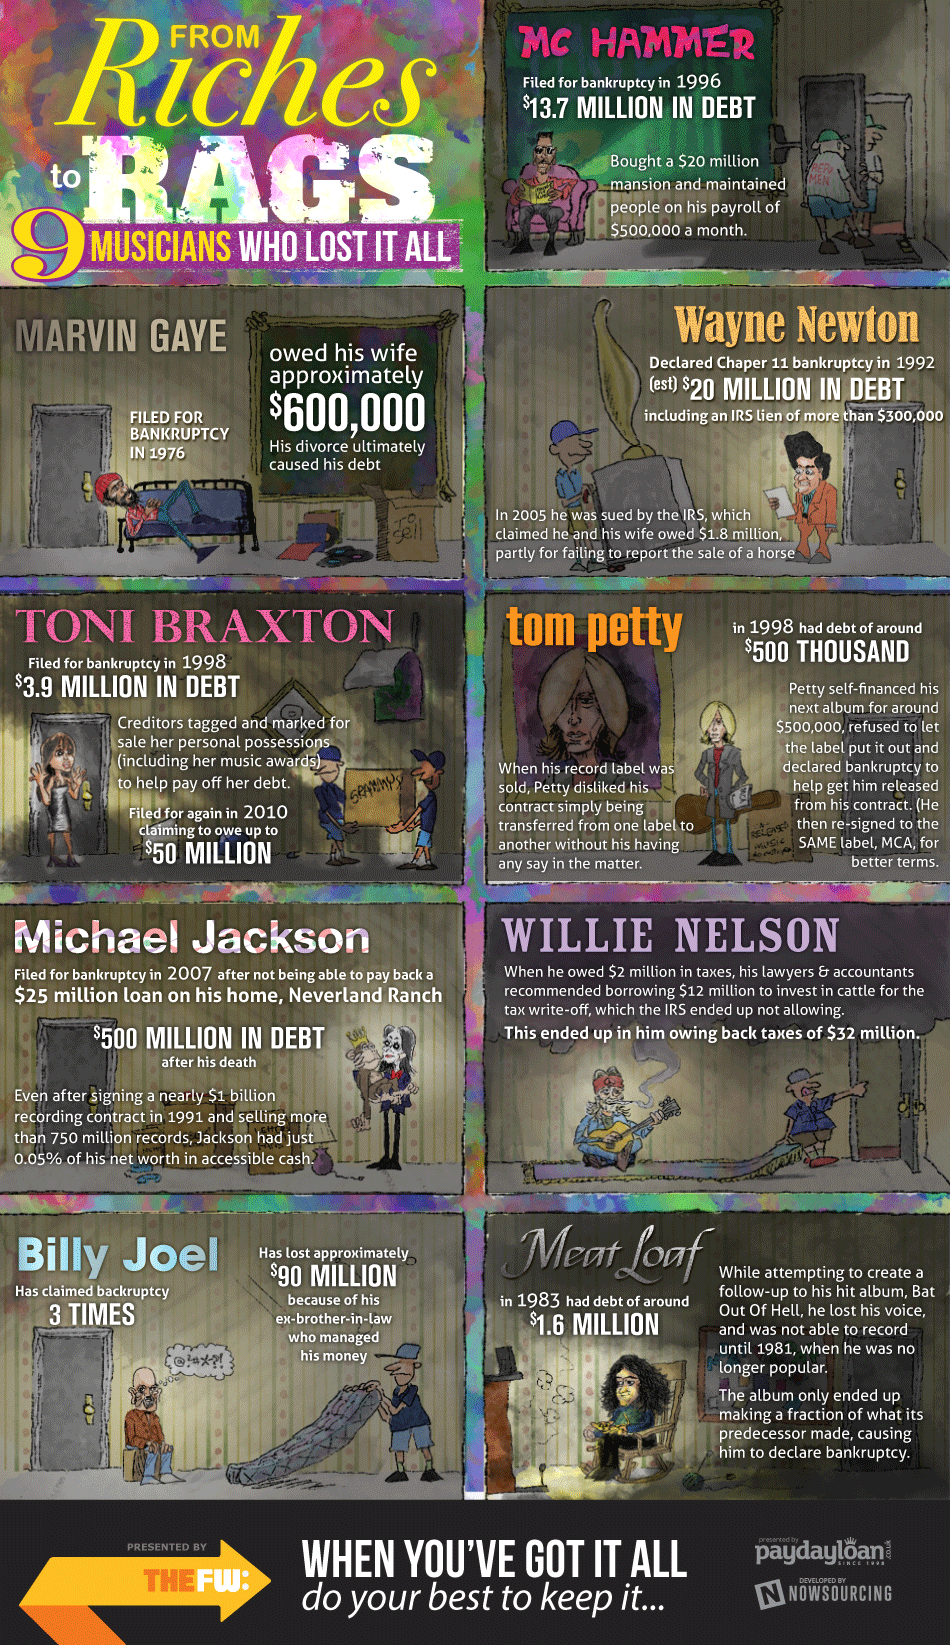 FROM
Riches
to RAGS
9 MUSICIANS WHO LOST IT ALL
MC HAMMER
Filed for bankruptcy in 1996
$13.7 MILLION IN DEBT
Bought a $20 million
mansion and maintained
people on his payroll of
$500,000 a month.
REPO
MEN
MARVIN GAYE
FILED FOR
BANKRUPTCY
IN 1976
owed his wife
approximately
$600,000
His divorce ultimately
caused his debt
TO
Sell
Wayne Newton
Declared Chaper 11 bankruptcy in 1992
(est) $20 MILLION IN DEBT
including an IRS lien of more than $300,000
In 2005 he was sued by the IRS, which
claimed he and his wife owed $1.8 million,
partly for failing to report the sale of a horse
TONI BRAXTON
Filed for bankruptcy in 1998
$3.9 MILLION IN DEBT
Creditors tagged and marked for
sale her personal possessions
(including her music awards)
to help pay off her debt.
Filed for again in 2010
claiming to owe up to
$50 MILLION
GRAMMYS
tom petty
in 1998 had debt of around
$500 THOUSAND
Petty self-financed his
next album for around
$500,000, refused to let
the label put it out and
declared bankruptcy to
help get him released
from his contract. (He
then re-signed to the
SAME label, MCA, for
better terms.
When his record label was
sold, Petty disliked his
contract simply being
transferred from one label to
another without his having
any say in the matter.
Michael Jackson
Filed for bankruptcy in 2007 after not being able to pay back a
$25 million loan on his home, Neverland Ranch
$500 MILLION IN DEBT
after his death
Even after signing a nearly $1 billion
recording contract in 1991 and selling more
than 750 million records, Jackson had just
0.05% of his net worth in accessible cash.
WILLIE NELSON
When he owed $2 million in taxes, his lawyers & accountants
recommended borrowing $12 million to invest in cattle for the
tax write-off, which the IRS ended up not allowing.
This ended up in him owing back taxes of $32 million.
Billy Joel
Has claimed backruptcy
3 TIMES
Has lost approximately
$90 MILLION
because of his
ex-brother-in-law
who managed
his money
@!#*?!
Meat Loaf
in 1983 had debt of around
$1.6 MILLION
While attempting to create a
follow-up to his hit album, Bat
Out Of Hell, he lost his voice,
and was not able to record
until 1981, when he was no
longer popular.
The album only ended up
making a fraction of what its
predecessor made, causing
him to declare bankruptcy.
PRESENTED BY
THEFW:
WHEN YOU'VE GOT IT ALL
do your best to keep it...
presented by
paydayloan.co.uk
SINCE 1998
DEVELOPED BY
N NOWSOURCING